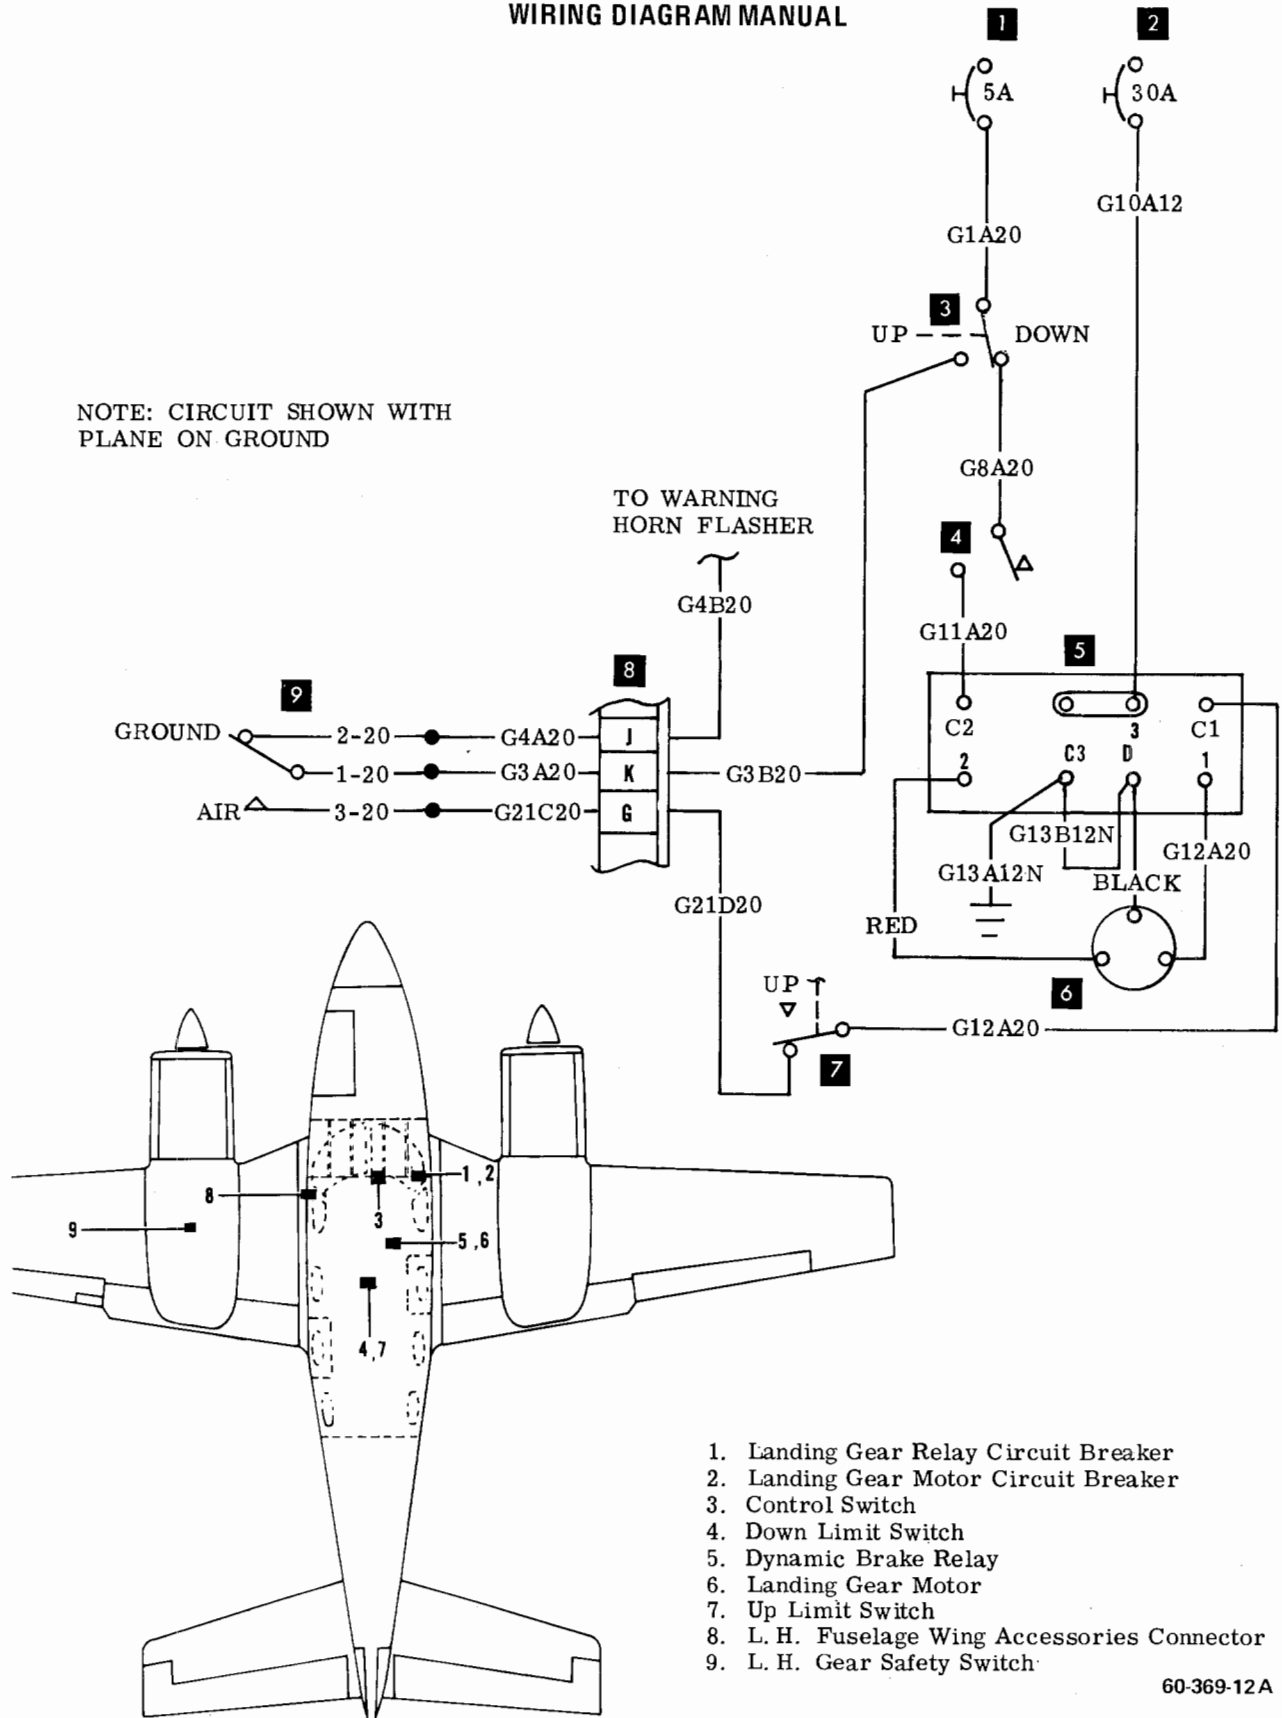 WIRING DIAGRAM MANUAL
1
2
5A
30A
G10A12
G1A20
3
UP
DOWN
NOTE: CIRCUIT SHOWN WITH
PLANE ON GROUND
G8A20
TO WARNING
HORN FLASHER
4
G4B20
G11A20
5
8
9
GROUND
2-20
G4A20
J
C2
3
C1
1-20
G3A20
K
G3B20
2
C3
D
1
AIR
3-20
G21C20
G
G13B12N
G12A20
G13A12N
BLACK
G21D20
RED
UP
6
G12A20
7
1,2
8
3
9
5,6
4,7
1. Landing Gear Relay Circuit Breaker
2. Landing Gear Motor Circuit Breaker
3. Control Switch
4. Down Limit Switch
5. Dynamic Brake Relay
6. Landing Gear Motor
7. Up Limit Switch
8. L. H. Fuselage Wing Accessories Connector
9. L. H. Gear Safety Switch
60-369-12A